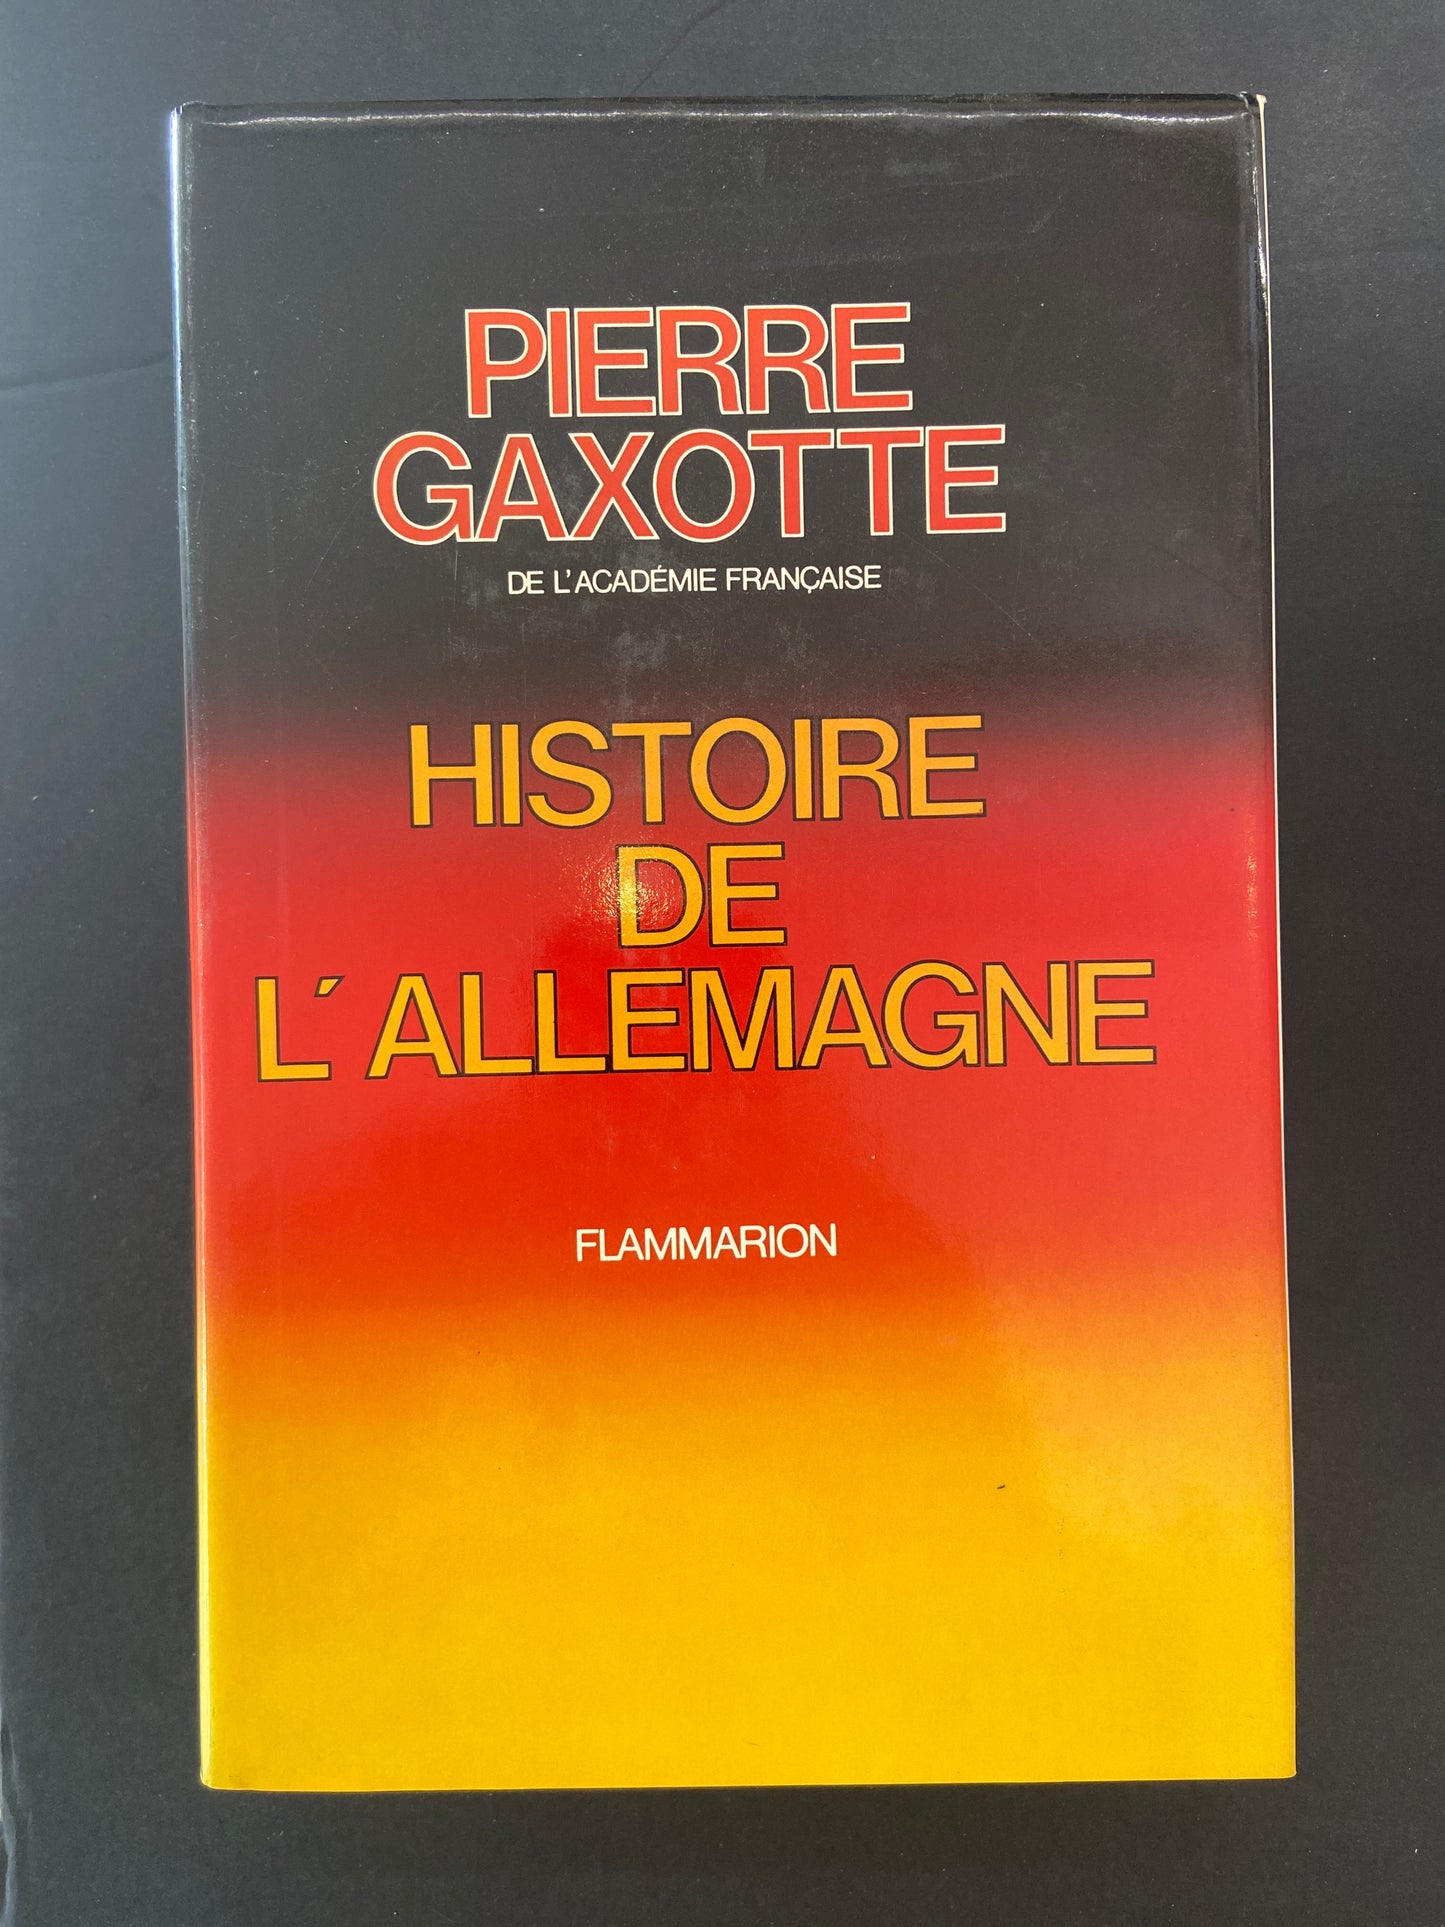 PIERRE
GAXOTTE
DE L'ACADÉMIE FRANÇAISE
HISTOIRE
DE
L'ALLEMAGNE
FLAMMARION